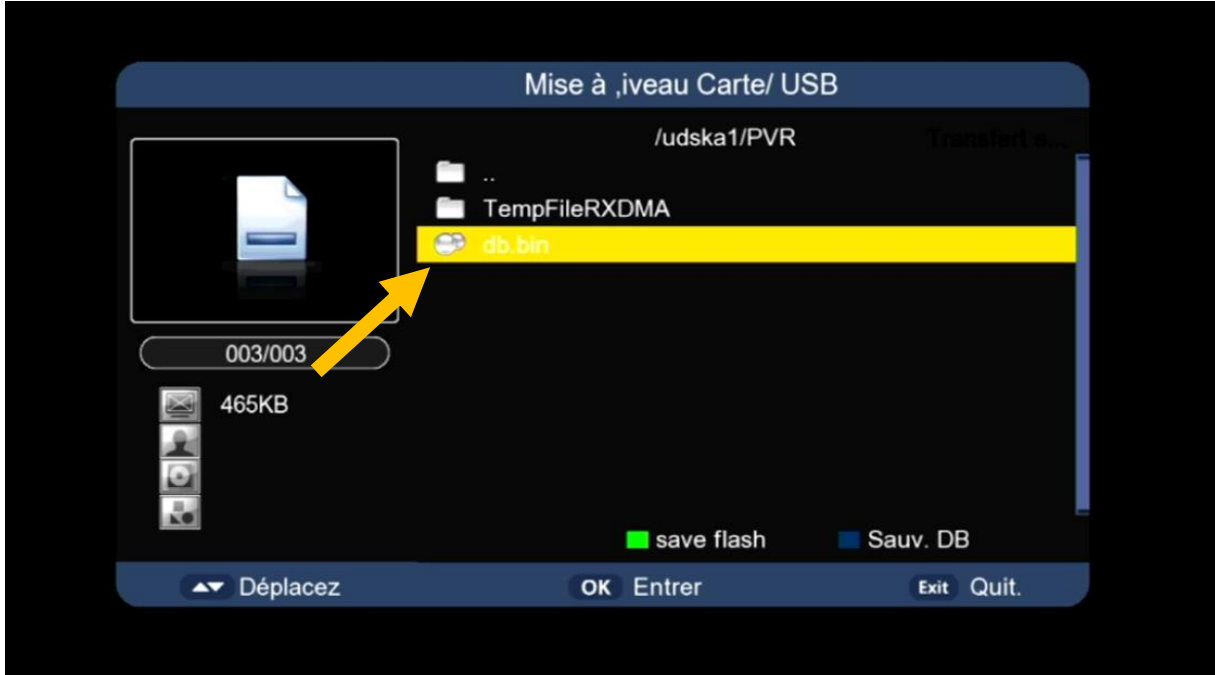 Mise à ,iveau Carte/ USB
/udska1/PVR
Transfert s...
..
TempFileRXDMA
db.bin
003/003
465KB
save flash
Sauv. DB
Déplacez
OK Entrer
Exit Quit.